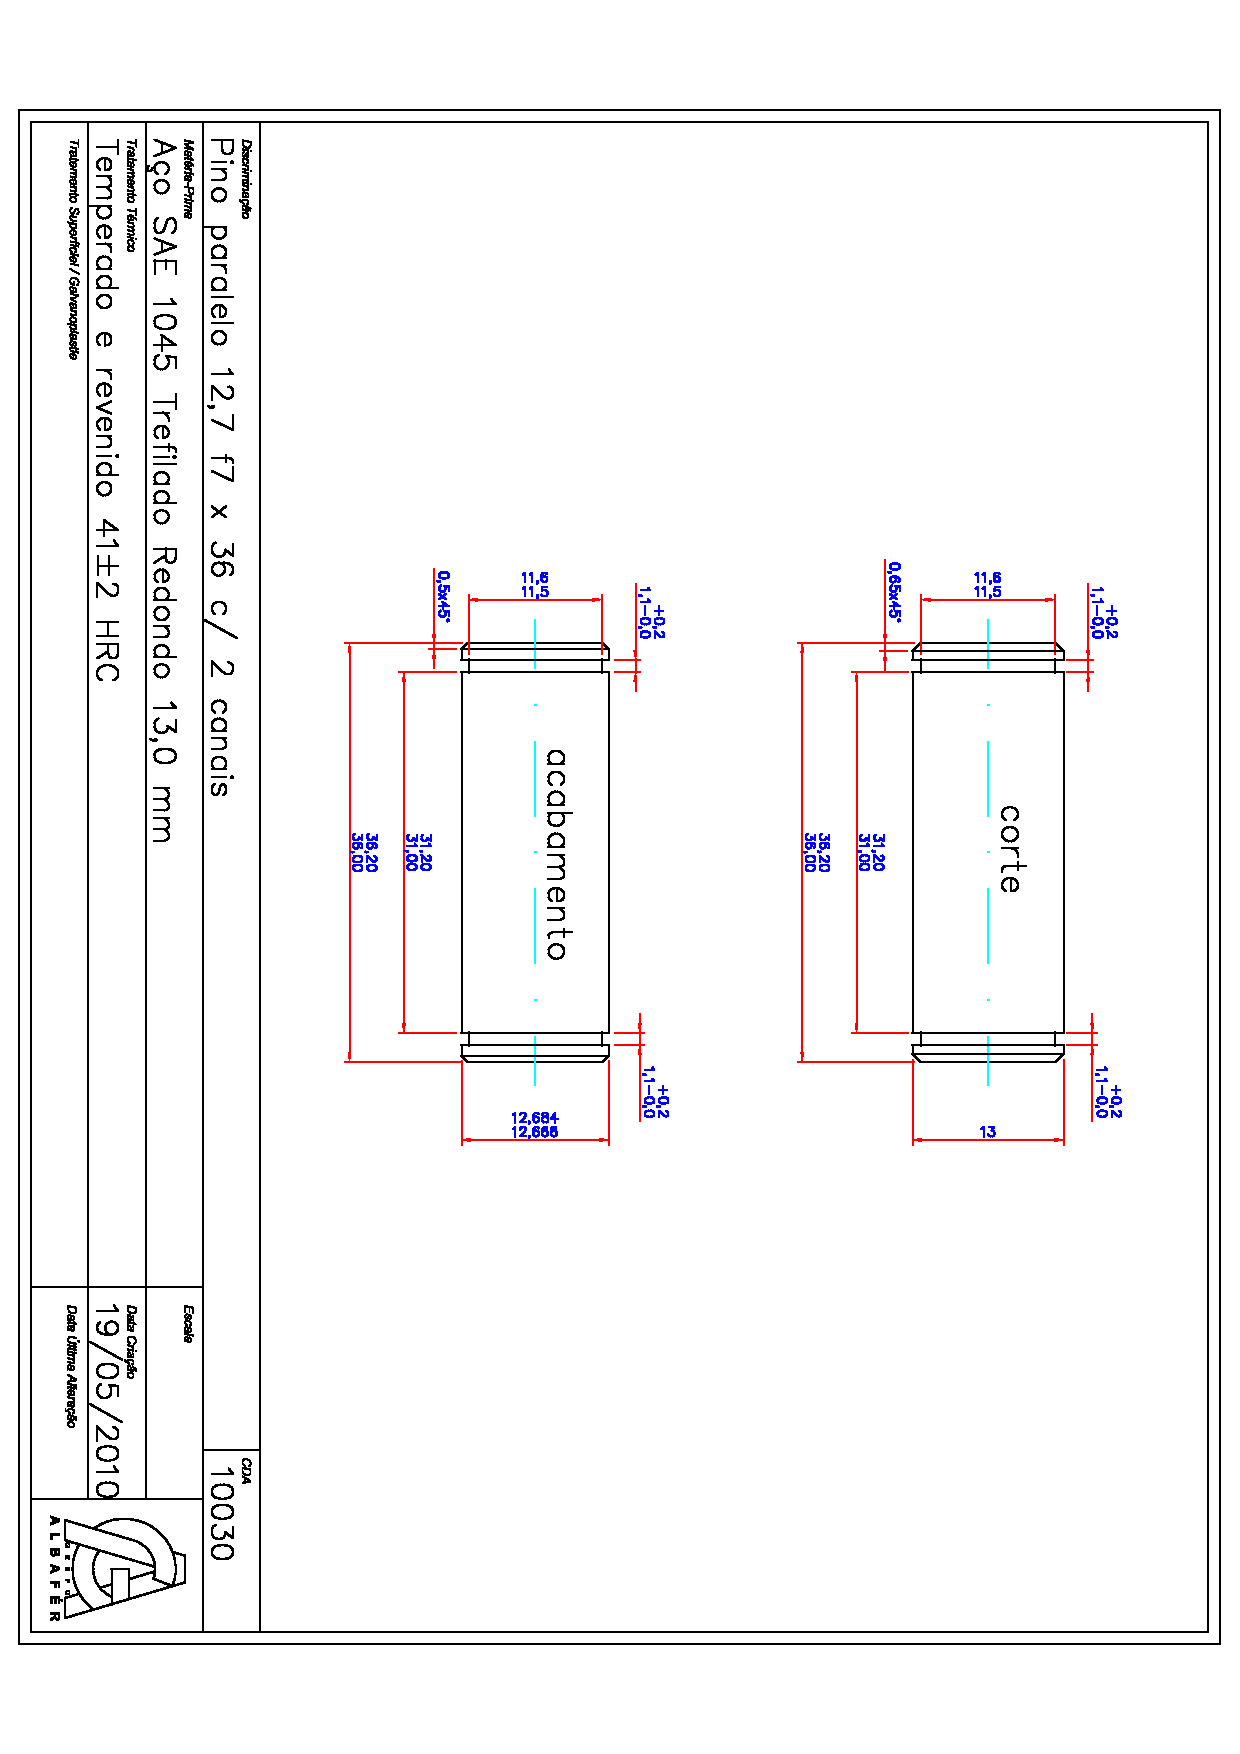 0,65x45°
11,6
11,5
+0,2
1,1-0,0
31,20
31,00
36,20
36,00
corte
+0,2
1,1-0,0
13
0,5x45°
11,6
11,5
+0,2
1,1-0,0
31,20
31,00
36,20
36,00
acabamento
+0,2
1,1-0,0
12,684
12,666
Discriminação
Pino paralelo 12,7 f7 x 36 c/ 2 canais
CDA
10030
Matéria-Prima
Aço SAE 1045 Trefilado Redondo 13,0 mm
Escala
Tratamento Térmico
Temperado e revenido 41±2 HRC
Data Criação
19/05/2010
Tratamento Superficial / Galvanoplastia
Data Última Alteração
GRUPO
ALBAFÉR